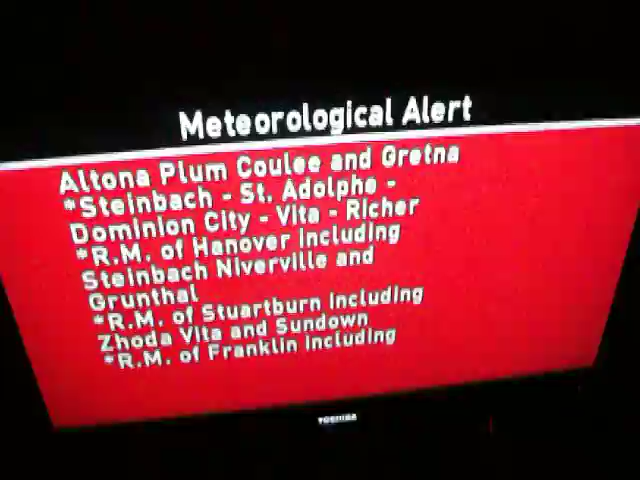 Meteorological Alert
Altona Plum Coulee and Gretna
*Steinbach - St. Adolphe -
Dominion City - Vita - Richer
*R.M. of Hanover including
Steinbach Niverville and
Grunthal
*R.M. of Stuartburn including
Zhoda Vita and Sundown
*R.M. of Franklin including
TOSHIBA